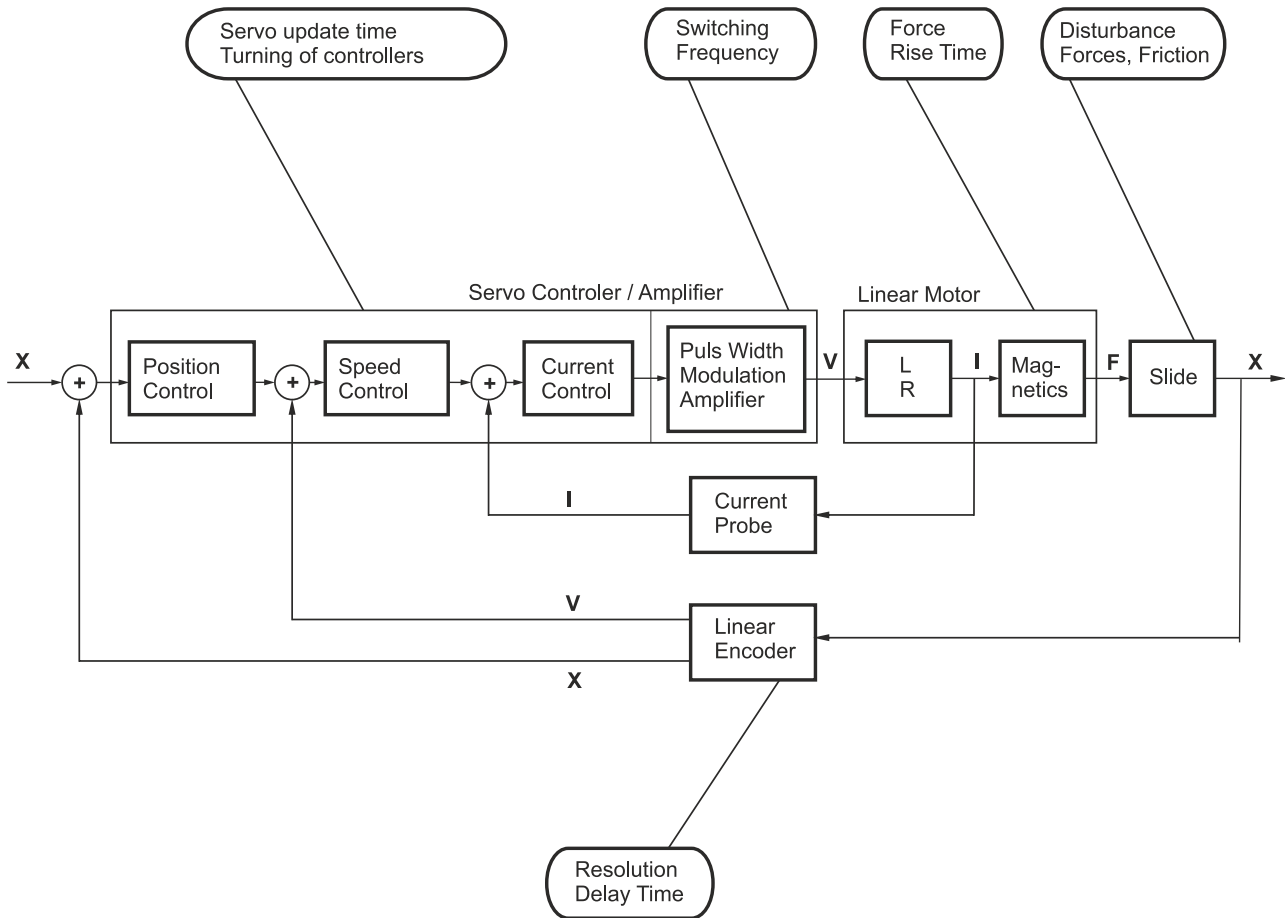 Servo update time
Turning of controllers
Switching
Frequency
Force
Rise Time
Disturbance
Forces, Friction
Servo Controler / Amplifier
Linear Motor
X
+
Position
Control
+
Speed
Control
+
Current
Control
Puls Width
Modulation
Amplifier
V
L
R
I
Mag-
netics
F
Slide
X
I
Current
Probe
V
X
Linear
Encoder
Resolution
Delay Time